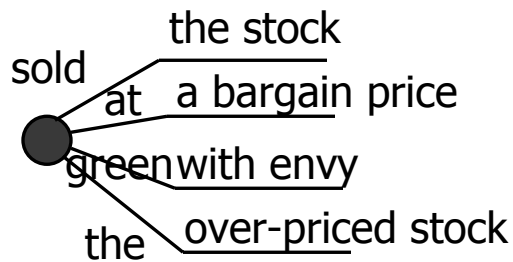 the stock
sold
at a bargain price
green with envy
the over-priced stock